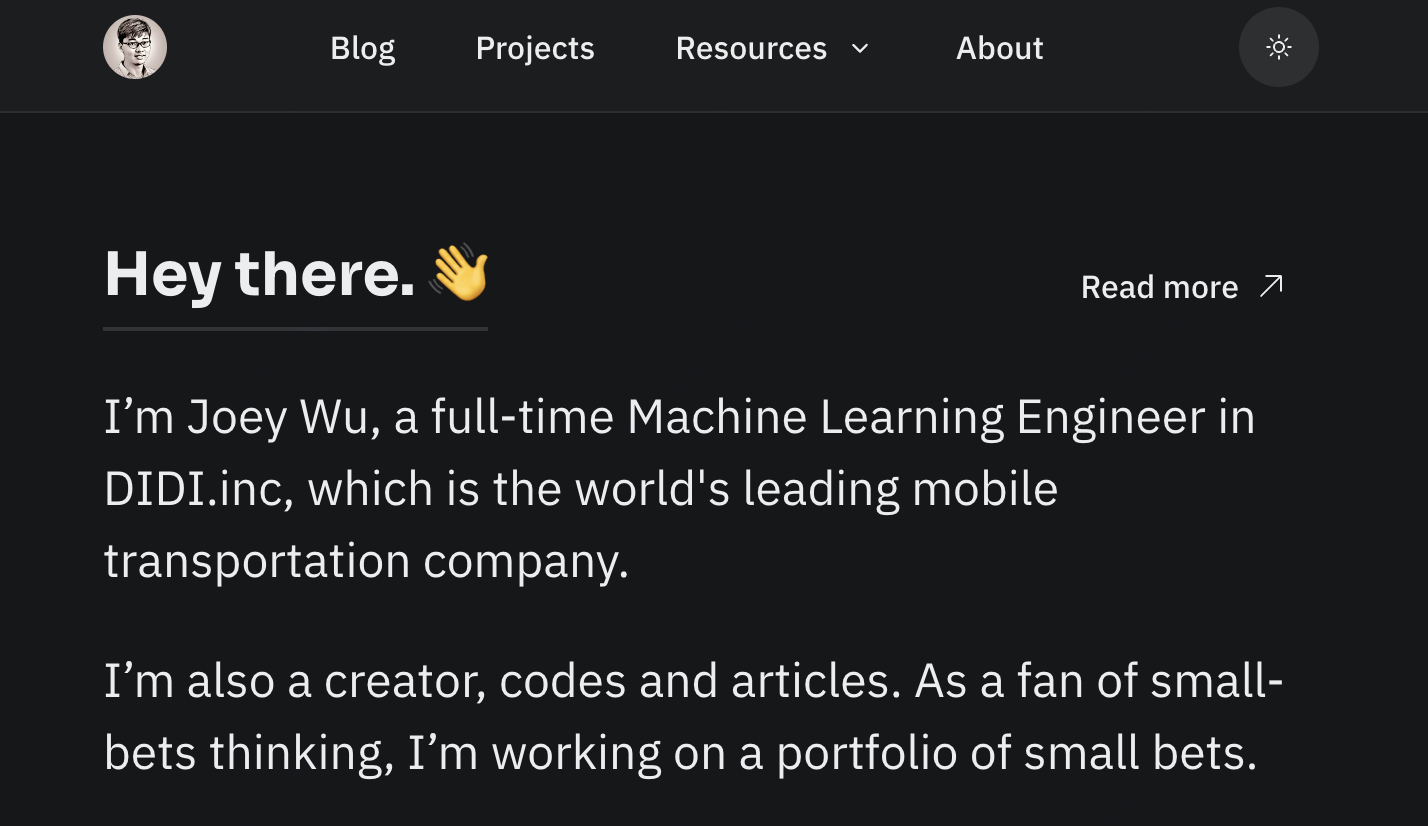 Blog
Projects
Resources
About
Hey there. 👋
Read more
I’m Joey Wu, a full-time Machine Learning Engineer in
DIDI.inc, which is the world's leading mobile
transportation company.
I’m also a creator, codes and articles. As a fan of small-
bets thinking, I’m working on a portfolio of small bets.